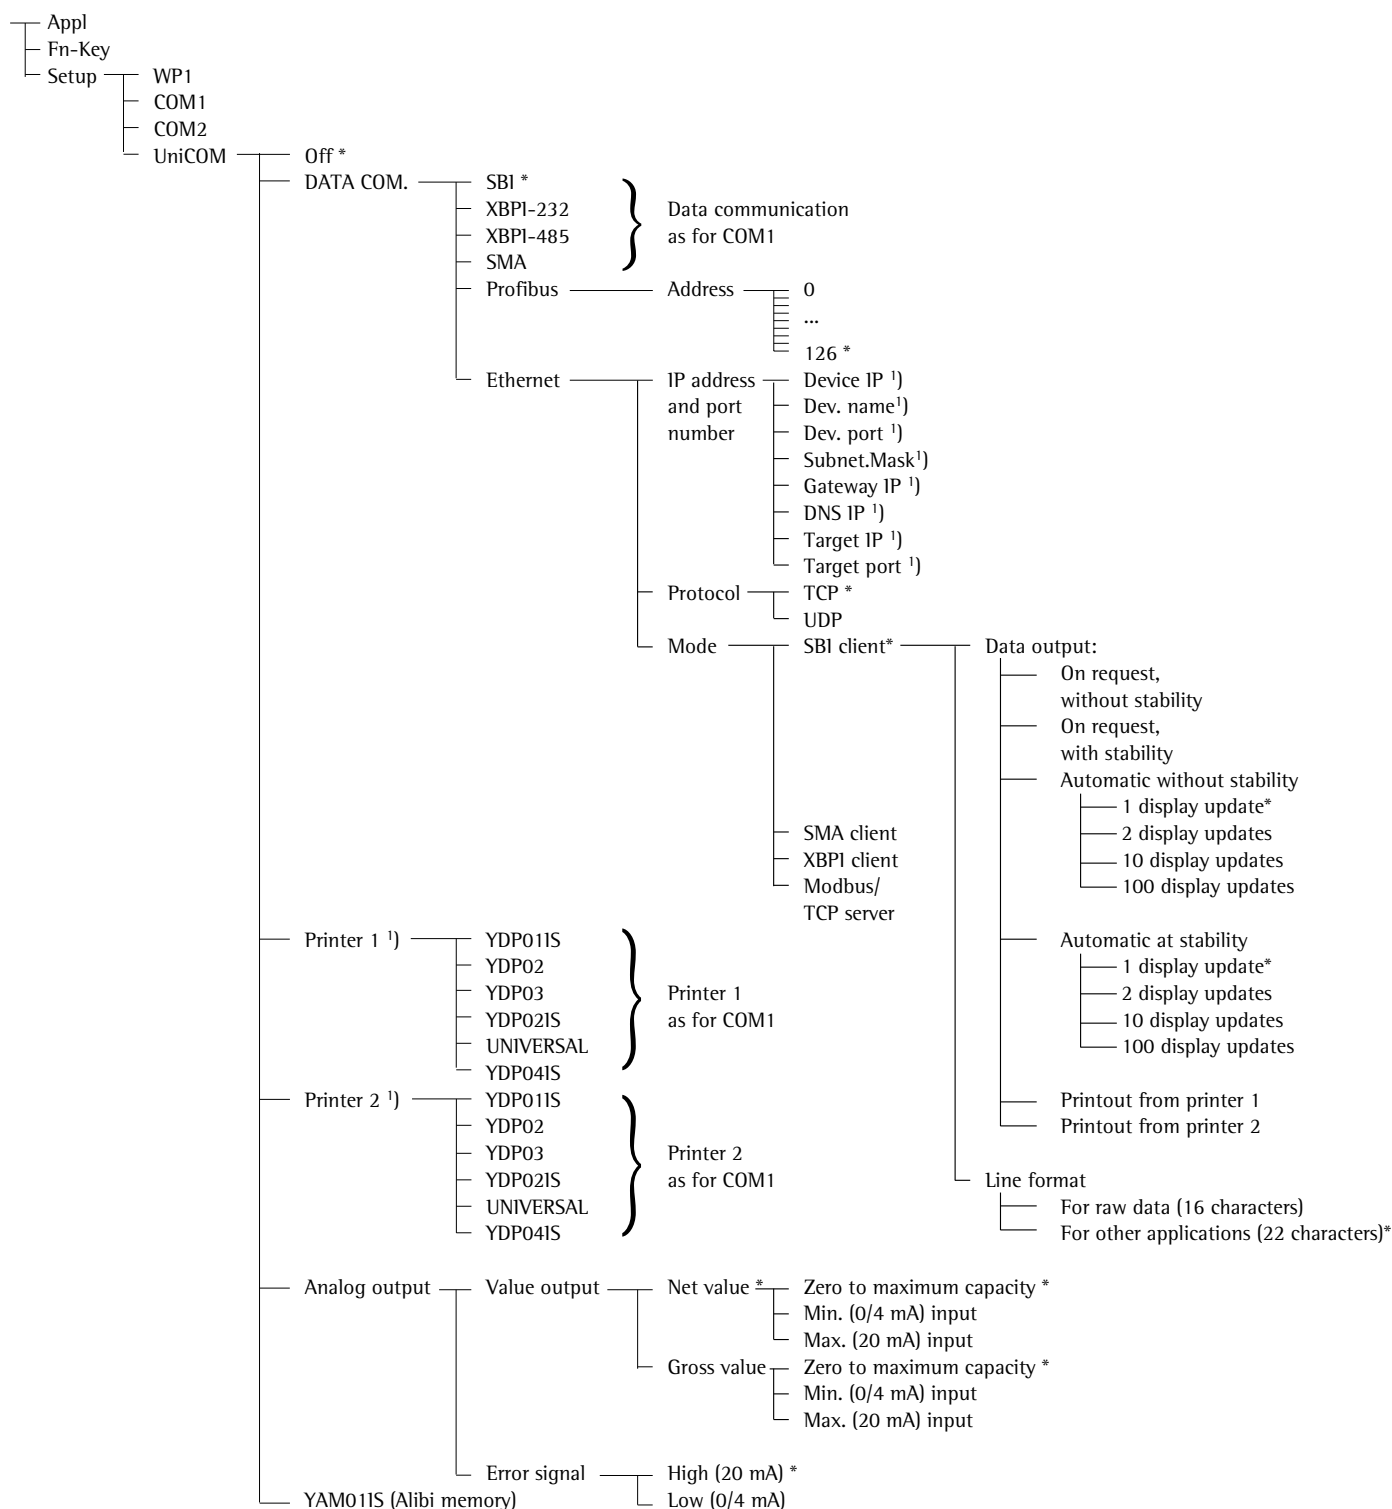 Appl
Fn-Key
Setup
WP1
COM1
COM2
UniCOM
Off *
DATA COM.
SBI *
XBPI-232
XBPI-485
SMA
Data communication
as for COM1
Profibus
Address
0
...
126 *
Ethernet
IP address
and port
number
Device IP ¹)
Dev. name¹)
Dev. port ¹)
Subnet.Mask¹)
Gateway IP ¹)
DNS IP ¹)
Target IP ¹)
Target port ¹)
Protocol
TCP *
UDP
Mode
SBI client*
Data output:
On request,
without stability
On request,
with stability
Automatic without stability
1 display update*
2 display updates
10 display updates
100 display updates
Automatic at stability
1 display update*
2 display updates
10 display updates
100 display updates
Printout from printer 1
Printout from printer 2
Line format
For raw data (16 characters)
For other applications (22 characters)*
SMA client
XBPI client
Modbus/
TCP server
Printer 1 ¹)
YDP01IS
YDP02
YDP03
YDP02IS
UNIVERSAL
YDP04IS
Printer 1
as for COM1
Printer 2 ¹)
YDP01IS
YDP02
YDP03
YDP02IS
UNIVERSAL
YDP04IS
Printer 2
as for COM1
Analog output
Value output
Net value *
Zero to maximum capacity *
Min. (0/4 mA) input
Max. (20 mA) input
Gross value
Zero to maximum capacity *
Min. (0/4 mA) input
Max. (20 mA) input
Error signal
High (20 mA) *
Low (0/4 mA)
YAM01IS (Alibi memory)